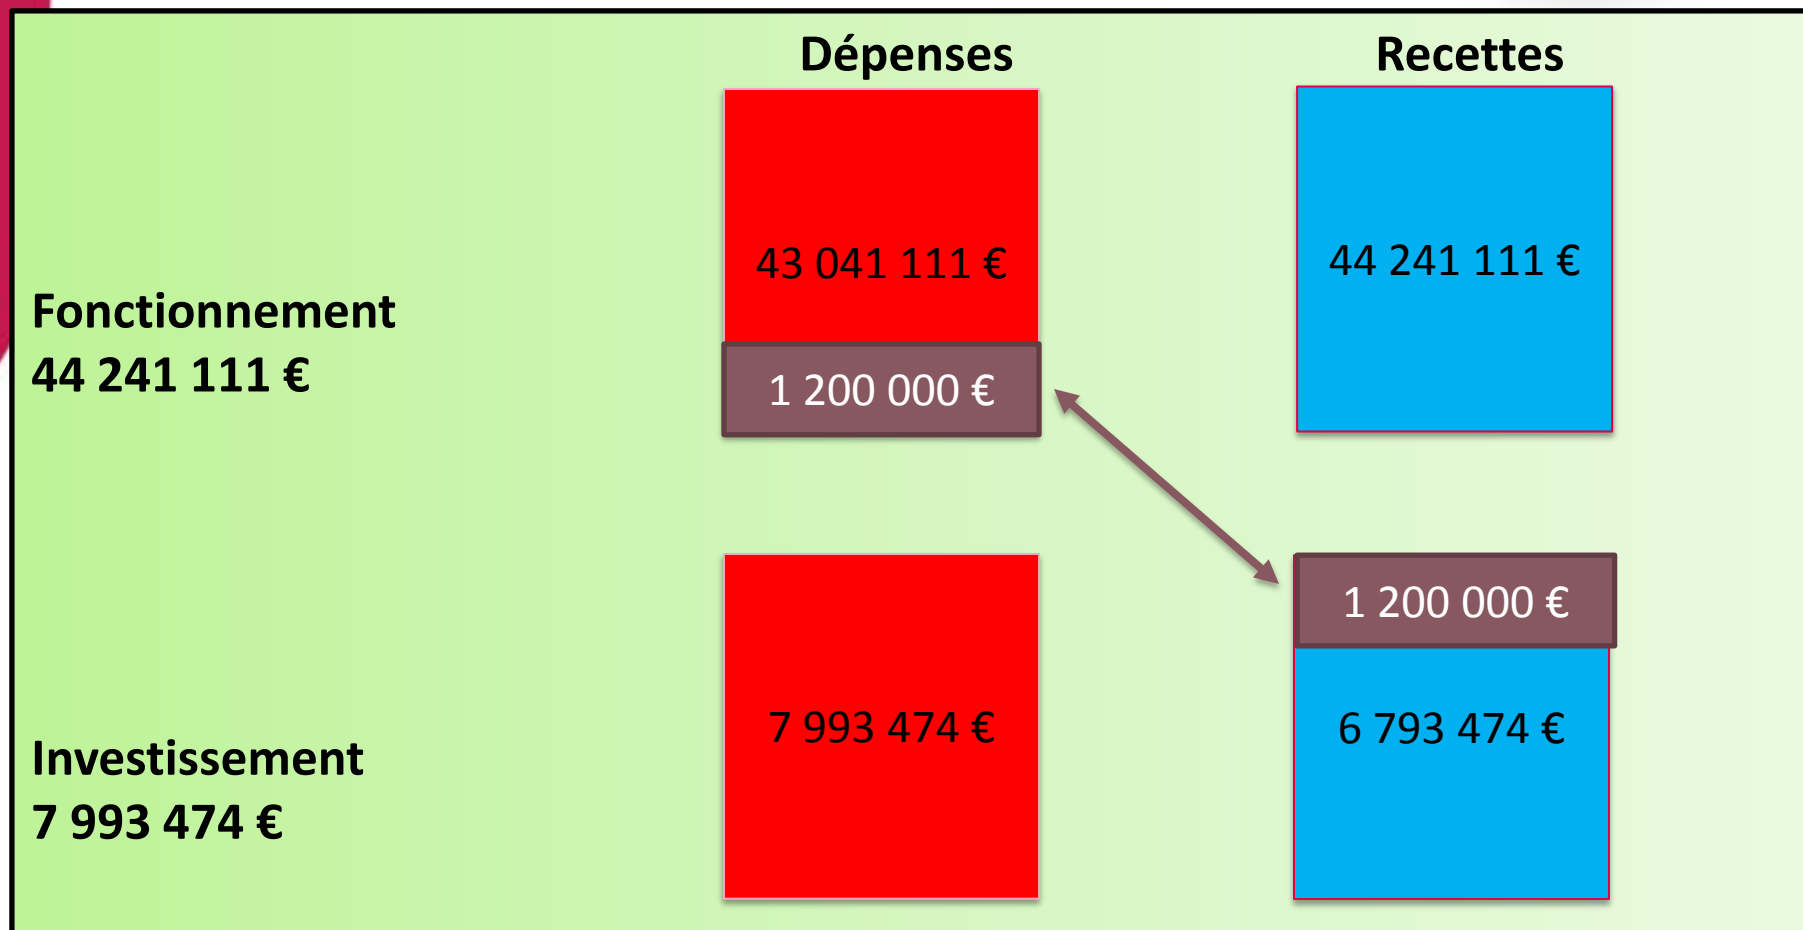 Dépenses
Recettes
43 041 111 €
44 241 111 €
Fonctionnement
44 241 111 €
1 200 000 €
1 200 000 €
7 993 474 €
6 793 474 €
Investissement
7 993 474 €